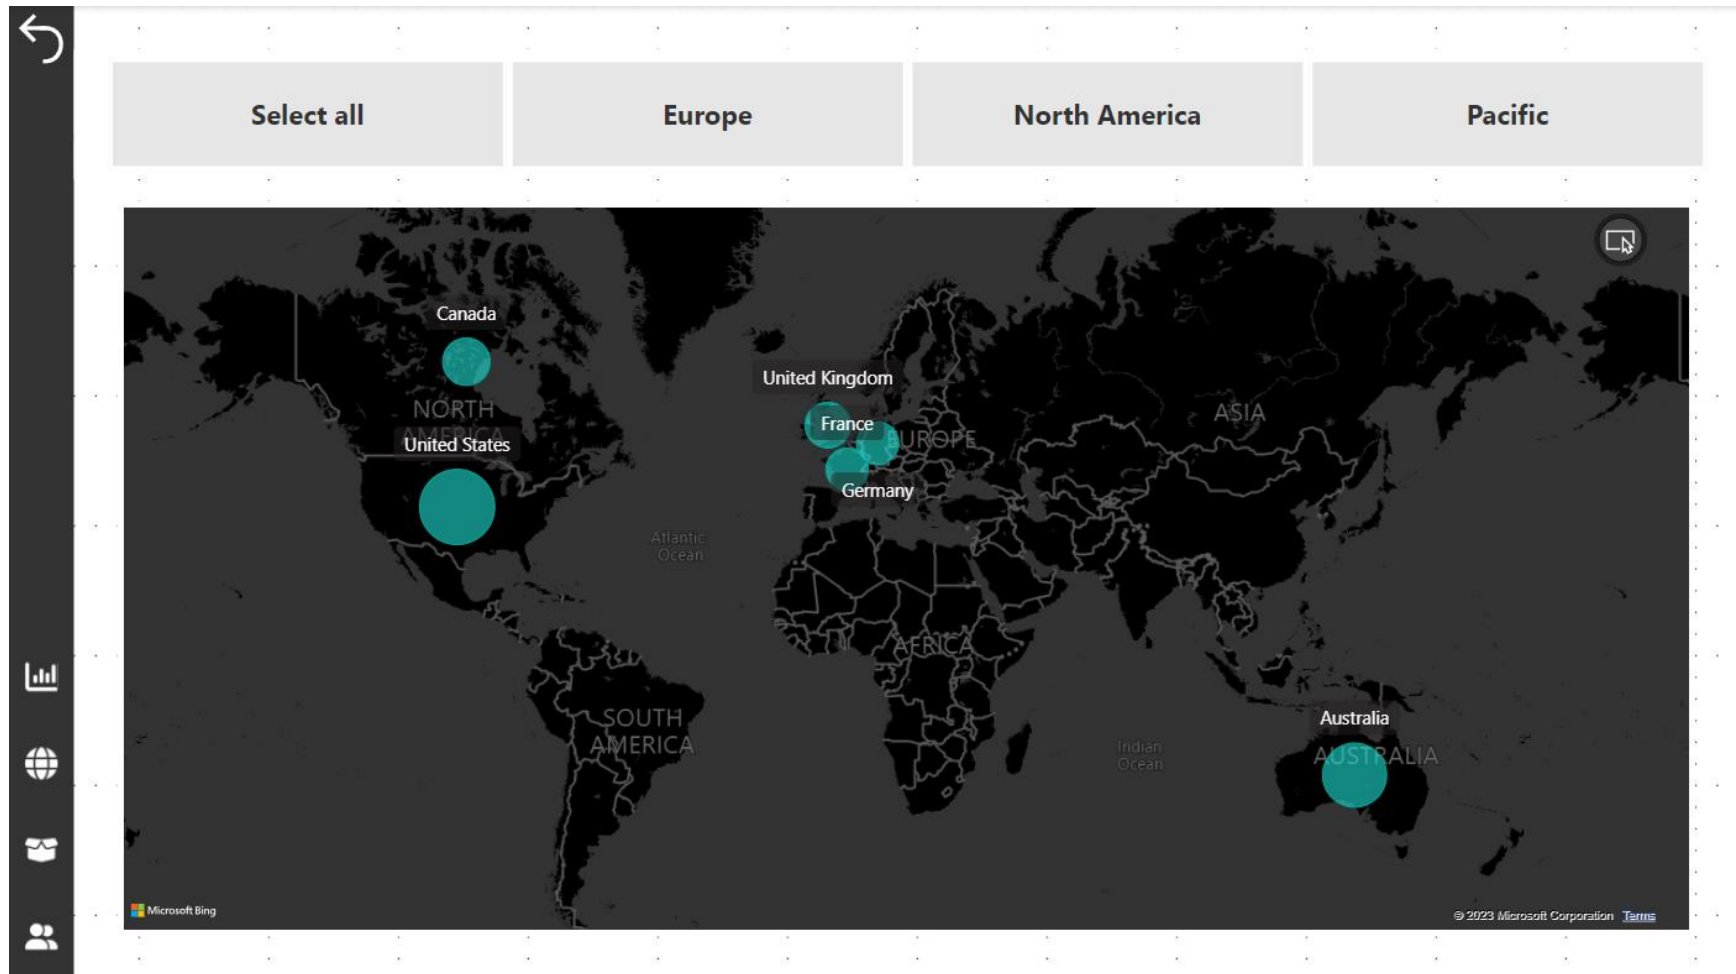 Select all
Europe
North America
Pacific
Canada
NORTH
AMERICA
United States
United Kingdom
France
EUROPE
Germany
ASIA
Atlantic
Ocean
AFRICA
SOUTH
AMERICA
Indian
Ocean
Australia
AUSTRALIA
Microsoft Bing
© 2023 Microsoft Corporation Terms